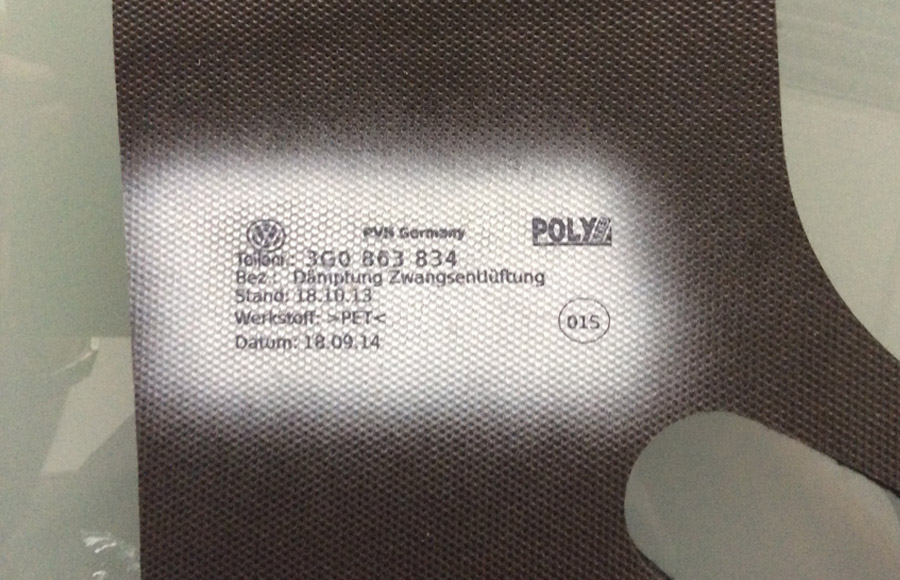 PVN Germany
POLY
Teilenr.: 3G0 863 834
Bez.: Dämpfung Zwangsentlüftung
Stand: 18.10.13
Werkstoff: >PET<
Datum: 18.09.14
015